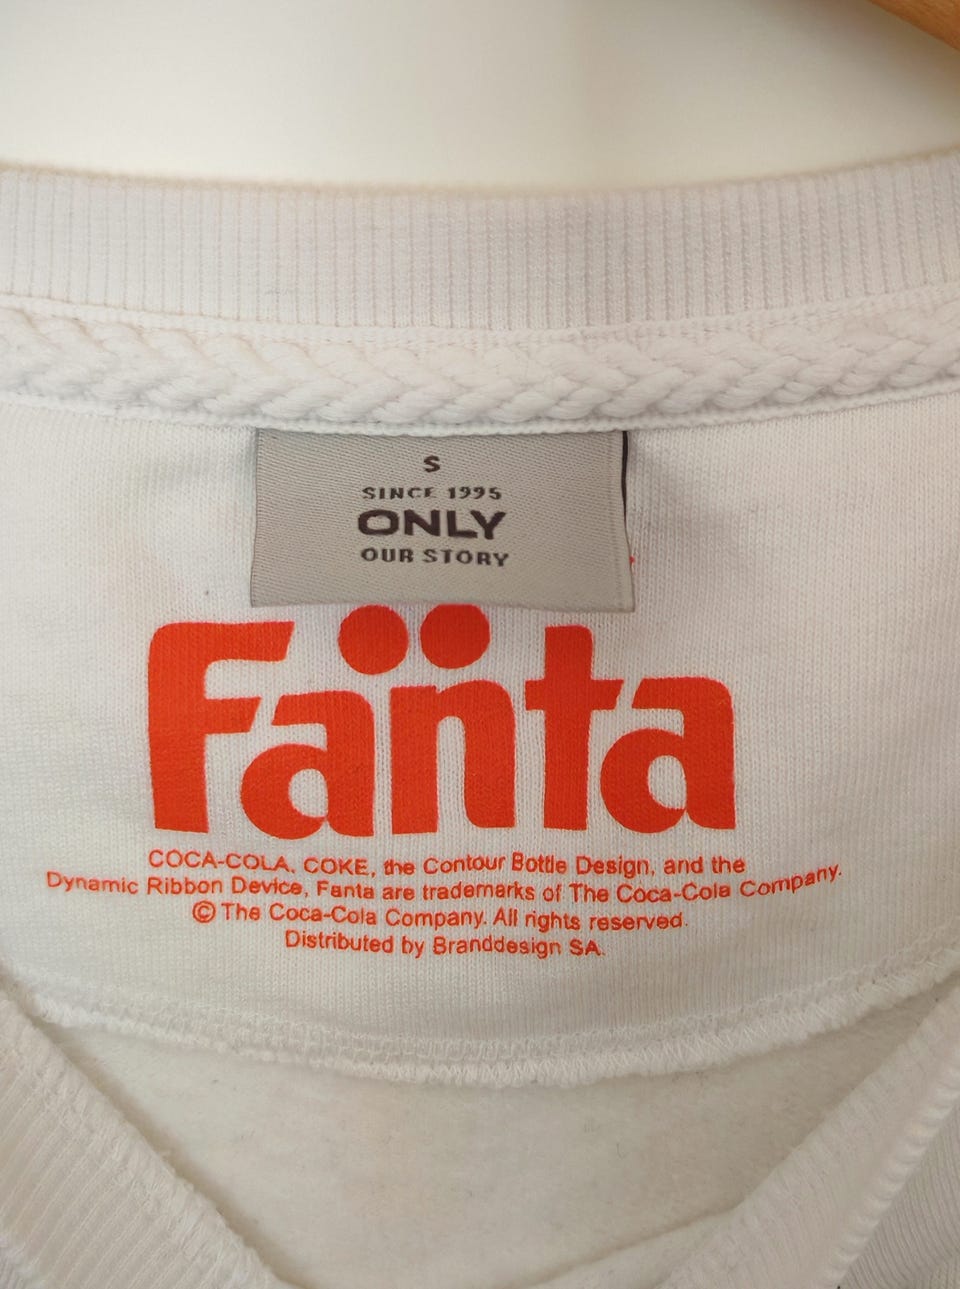 S
SINCE 1995
ONLY
OUR STORY
Fanta
COCA-COLA, COKE, the Contour Bottle Design, and the
Dynamic Ribbon Device, Fanta are trademarks of The Coca-Cola Company.
© The Coca-Cola Company. All rights reserved.
Distributed by Branddesign SA.